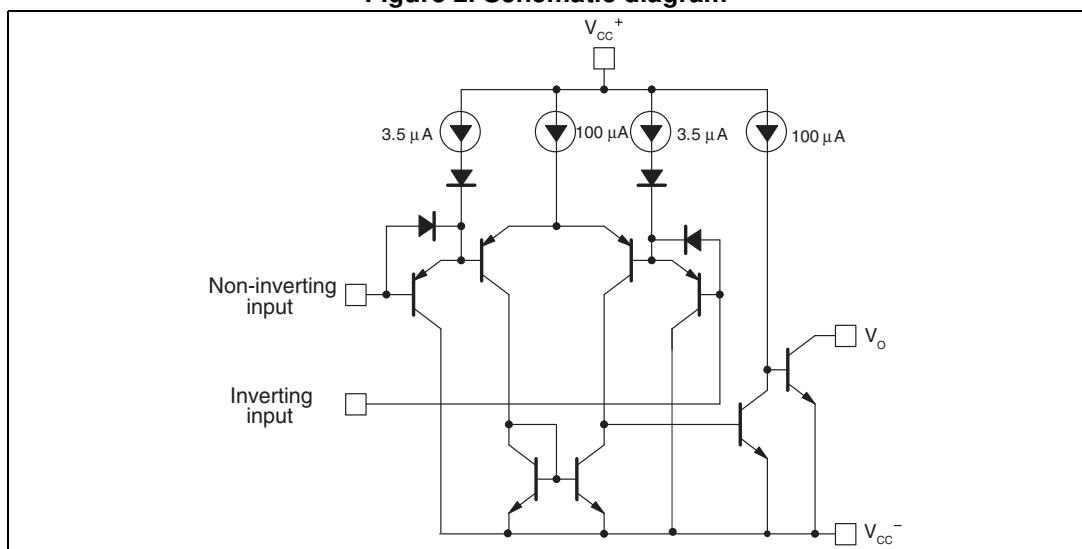 Figure 2. Schematic diagram
V_CC^+
3.5 μA
100 μA
3.5 μA
100 μA
Non-inverting
input
V_O
Inverting
input
V_CC^-